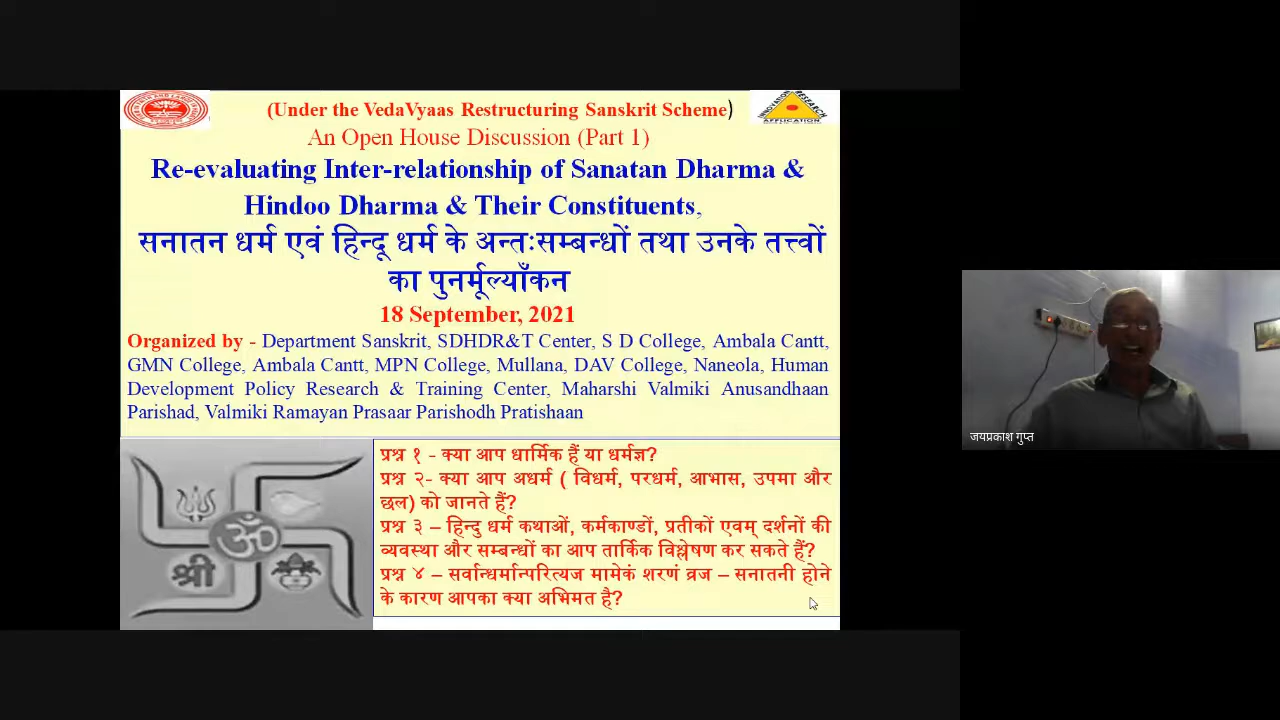 (Under the VedaVyaas Restructuring Sanskrit Scheme)
An Open House Discussion (Part 1)
Re-evaluating Inter-relationship of Sanatan Dharma &
Hindoo Dharma & Their Constituents,
सनातन धर्म एवं हिन्दू धर्म के अन्तःसम्बन्धों तथा उनके तत्त्वों
का पुनर्मूल्याँकन
18 September, 2021
Organized by - Department Sanskrit, SDHDR&T Center, S D College, Ambala Cantt,
GMN College, Ambala Cantt, MPN College, Mullana, DAV College, Naneola, Human
Development Policy Research & Training Center, Maharshi Valmiki Anusandhaan
Parishad, Valmiki Ramayan Prasaar Parishodh Pratishaan
ॐ
श्री
प्रश्न १ - क्या आप धार्मिक हैं या धर्मज्ञ?
प्रश्न २- क्या आप अधर्म ( विधर्म, परधर्म, आभास, उपमा और
छल) को जानते हैं?
प्रश्न ३ – हिन्दु धर्म कथाओं, कर्मकाण्डों, प्रतीकों एवम् दर्शनों की
व्यवस्था और सम्बन्धों का आप तार्किक विश्लेषण कर सकते हैं?
प्रश्न ४ – सर्वान्धर्मान्परित्यज मामेकं शरणं व्रज – सनातनी होने
के कारण आपका क्या अभिमत है?
जयप्रकाश गुप्त
INNOVATION RESEARCH
APPLICATION